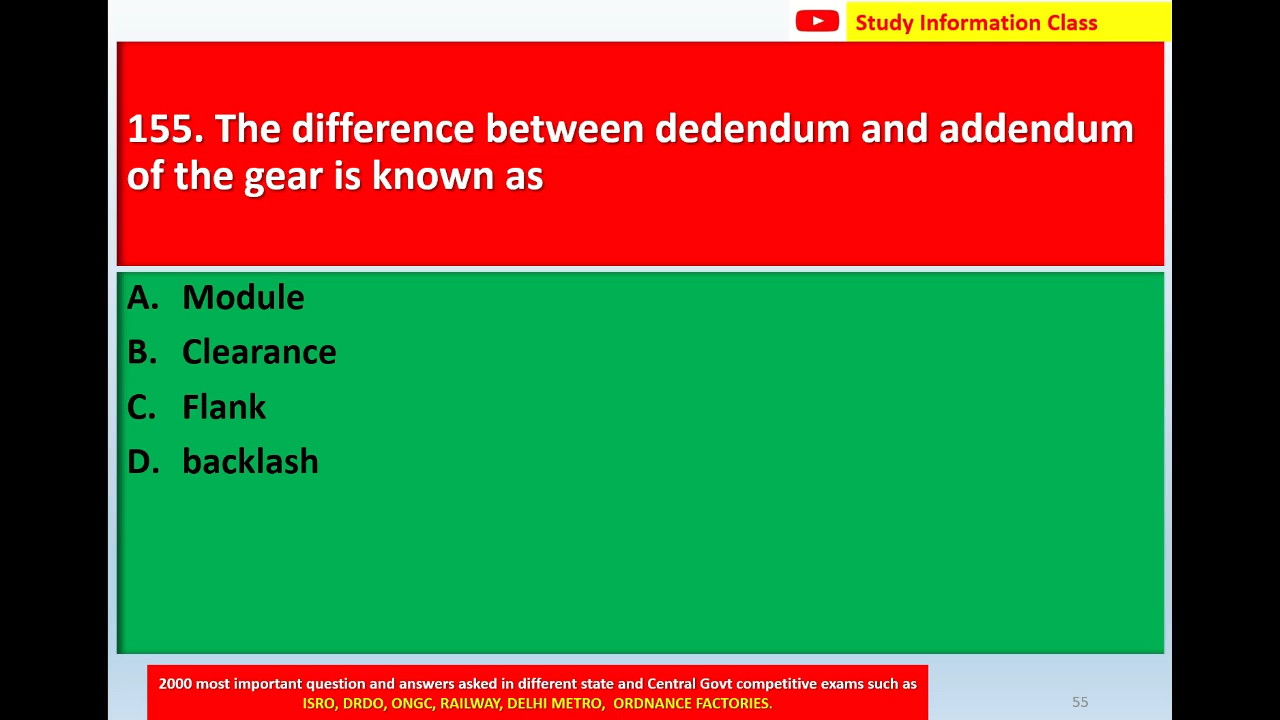 Study Information Class
155. The difference between dedendum and addendum
of the gear is known as
A. Module
B. Clearance
C. Flank
D. backlash
2000 most important question and answers asked in different state and Central Govt competitive exams such as
ISRO, DRDO, ONGC, RAILWAY, DELHI METRO, ORDNANCE FACTORIES.
55